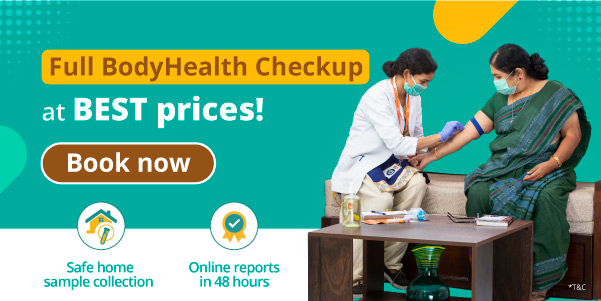 Full BodyHealth Checkup
at BEST prices!
Book now
Safe home
sample collection
Online reports
in 48 hours
*T&C